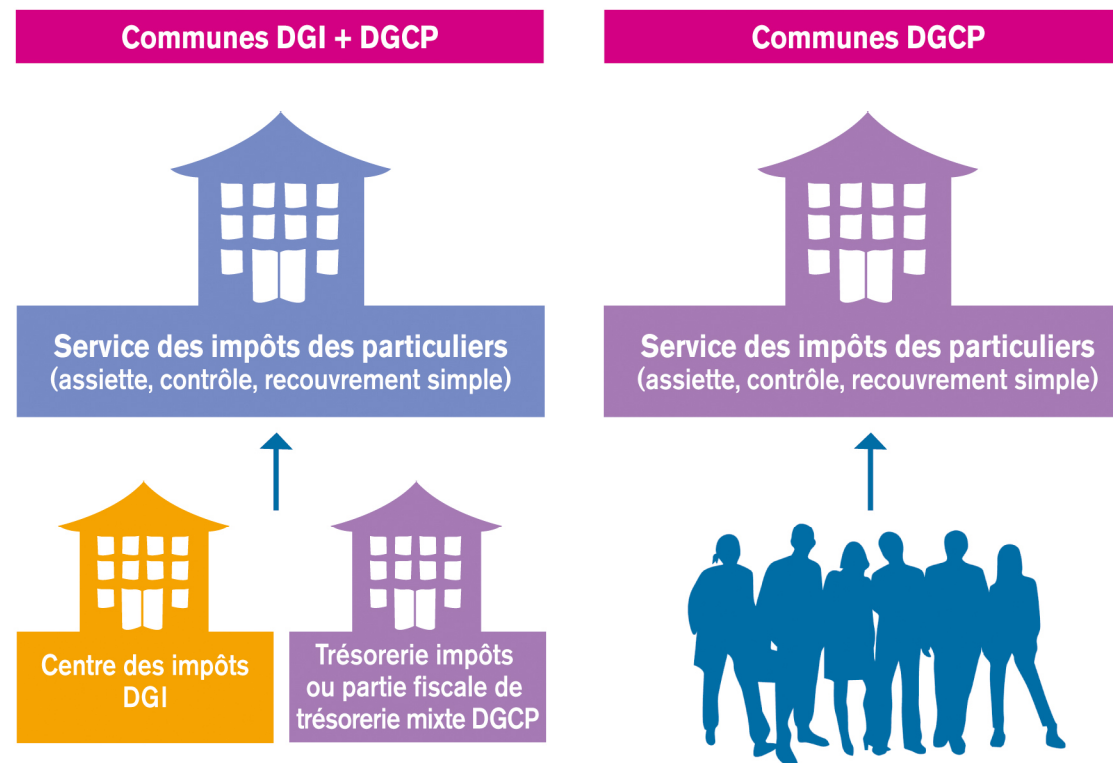 Communes DGI + DGCP
Communes DGCP
Service des impôts des particuliers
(assiette, contrôle, recouvrement simple)
Service des impôts des particuliers
(assiette, contrôle, recouvrement simple)
Centre des impôts
DGI
Trésorerie impôts
ou partie fiscale de
trésorerie mixte DGCP